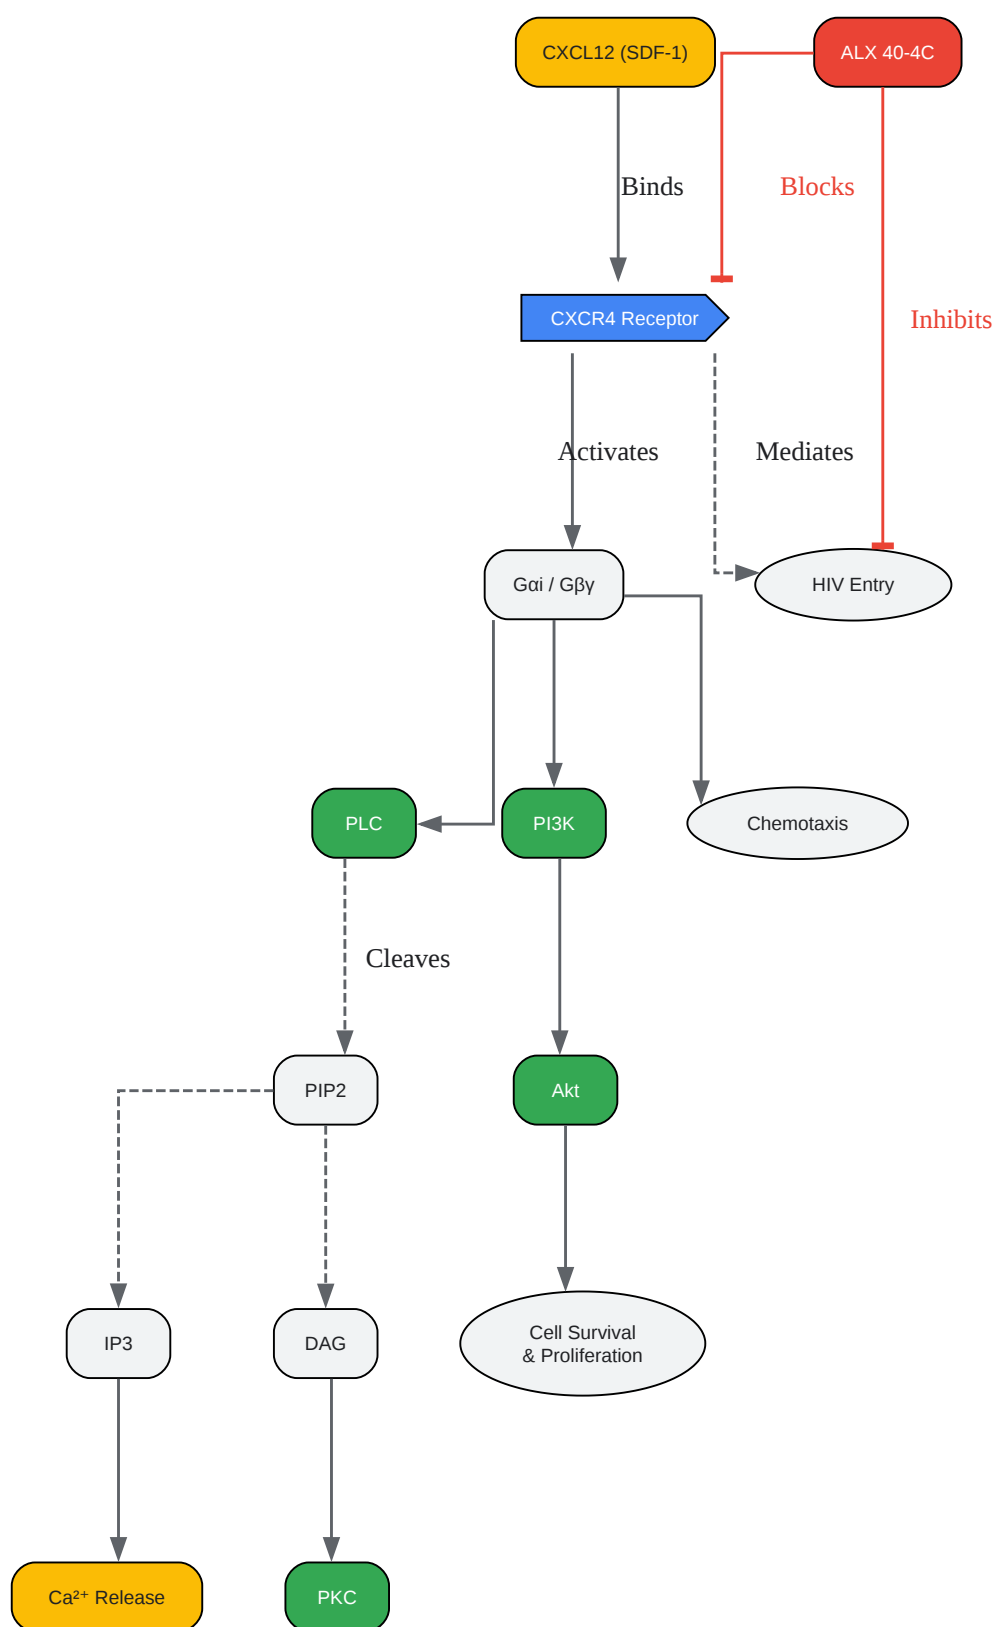 CXCL12 (SDF-1)
ALX 40-4C
Binds
Blocks
CXCR4 Receptor
Inhibits
Activates
Mediates
Gαi / Gβγ
HIV Entry
PLC
PI3K
Chemotaxis
Cleaves
PIP2
Akt
IP3
DAG
Cell Survival
& Proliferation
Ca²⁺ Release
PKC